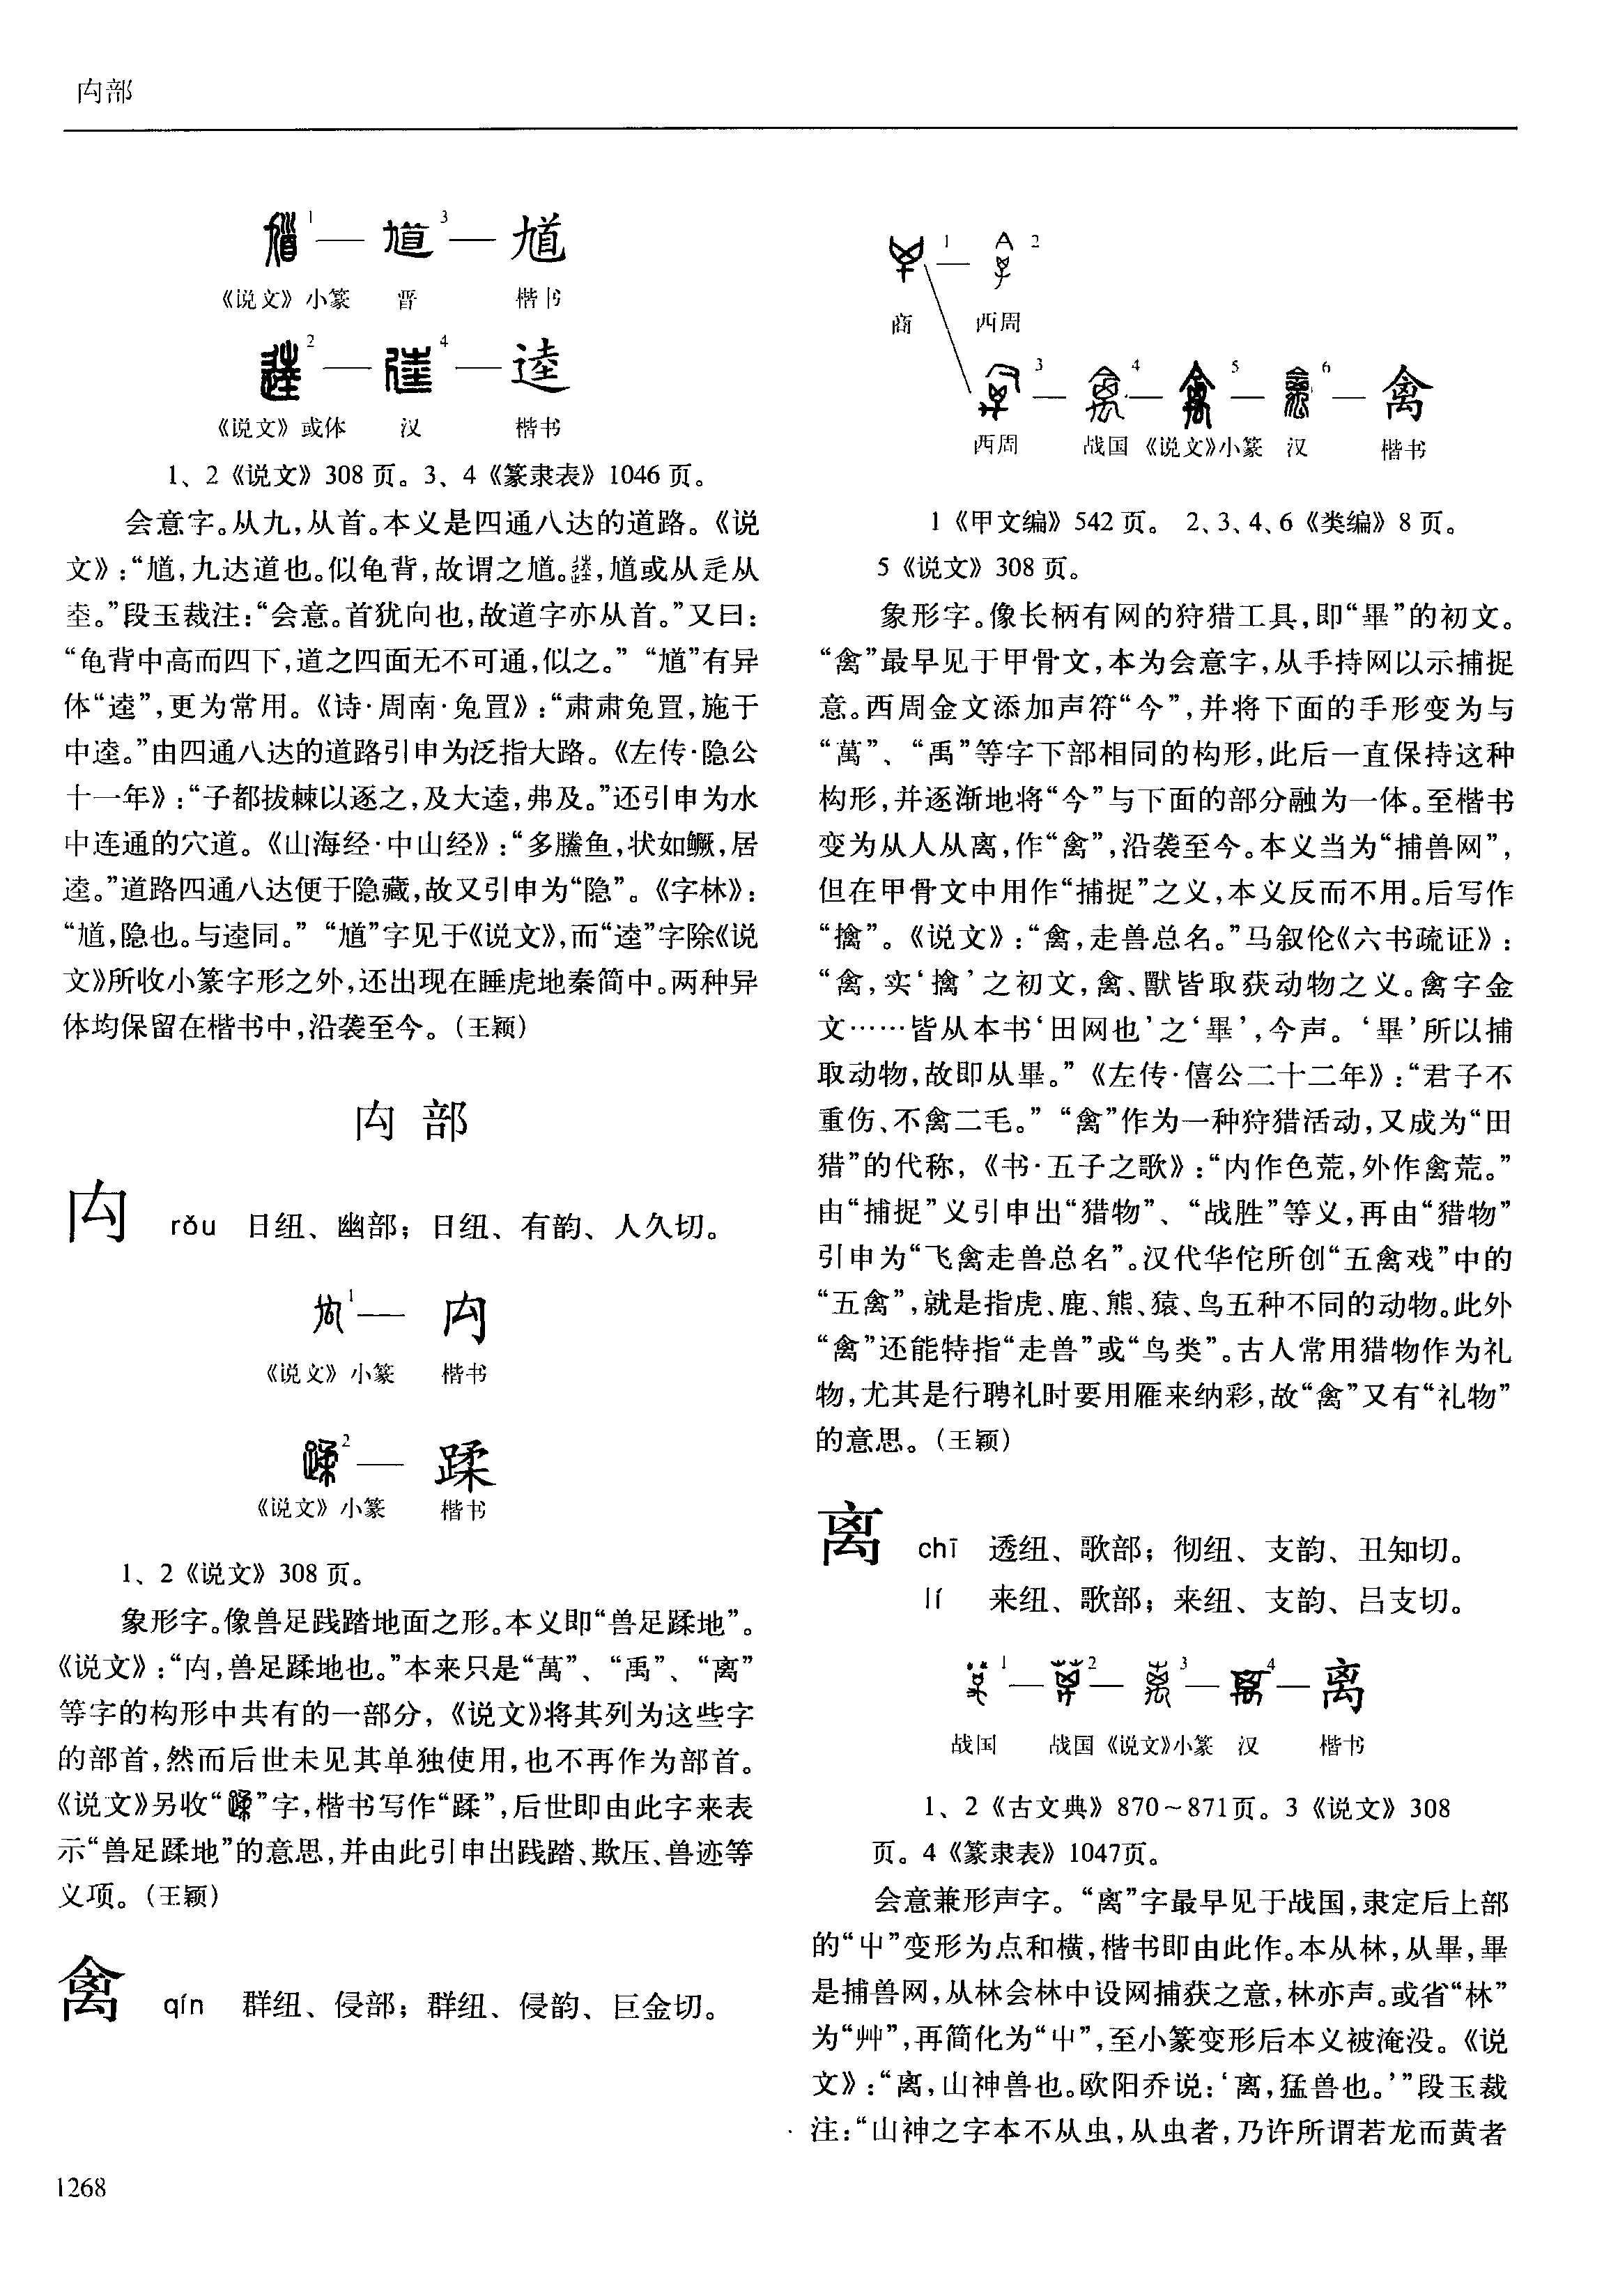 禸部
馗
《说文》小篆 晋 楷书
逵
《说文》或体 汉 楷书
1、2《说文》308页。3、4《篆隶表》1046页。
会意字。从九,从首。本义是四通八达的道路。《说
文》:“馗,九达道也。似龟背,故谓之馗。逵,馗或从辵从
坴。”段玉裁注:“会意。首犹向也,故道字亦从首。”又曰:
“龟背中高而四下,道之四面无不可通,似之。”“馗”有异
体“逵”,更为常用。《诗·周南·兔罝》:“肃肃兔罝,施于
中逵。”由四通八达的道路引申为泛指大路。《左传·隐公
十一年》:“子都拔棘以逐之,及大逵,弗及。”还引申为水
中连通的穴道。《山海经·中山经》:“多䲢鱼,状如鳜,居
逵。”道路四通八达便于隐藏,故又引申为“隐”。《字林》:
“馗,隐也。与逵同。”“馗”字见于《说文》,而“逵”字除《说
文》所收小篆字形之外,还出现在睡虎地秦简中。两种异
体均保留在楷书中,沿袭至今。(王颖)
禸部
禸 rǒu 日纽、幽部;日纽、有韵、人久切。
禸
《说文》小篆 楷书
蹂
《说文》小篆 楷书
1、2《说文》308页。
象形字。像兽足践踏地面之形。本义即“兽足蹂地”。
《说文》:“禸,兽足蹂地也。”本来只是“萬”、“禹”、“离”
等字的构形中共有的一部分,《说文》将其列为这些字
的部首,然而后世未见其单独使用,也不再作为部首。
《说文》另收“蹂”字,楷书写作“蹂”,后世即由此字来表
示“兽足蹂地”的意思,并由此引申出践踏、欺压、兽迹等
义项。(王颖)
禽 qín 群纽、侵部;群纽、侵韵、巨金切。
商 西周
禽
西周 战国 《说文》小篆 汉 楷书
1《甲文编》542页。 2、3、4、6《类编》8页。
5《说文》308页。
象形字。像长柄有网的狩猎工具,即“畢”的初文。
“禽”最早见于甲骨文,本为会意字,从手持网以示捕捉
意。西周金文添加声符“今”,并将下面的手形变为与
“萬”、“禹”等字下部相同的构形,此后一直保持这种
构形,并逐渐地将“今”与下面的部分融为一体。至楷书
变为从人从离,作“禽”,沿袭至今。本义当为“捕兽网”,
但在甲骨文中用作“捕捉”之义,本义反而不用。后写作
“擒”。《说文》:“禽,走兽总名。”马叙伦《六书疏证》:
“禽,实‘擒’之初文,禽、獸皆取获动物之义。禽字金
文……皆从本书‘田网也’之‘畢’,今声。‘畢’所以捕
取动物,故即从畢。”《左传·僖公二十二年》:“君子不
重伤、不禽二毛。”“禽”作为一种狩猎活动,又成为“田
猎”的代称,《书·五子之歌》:“内作色荒,外作禽荒。”
由“捕捉”义引申出“猎物”、“战胜”等义,再由“猎物”
引申为“飞禽走兽总名”。汉代华佗所创“五禽戏”中的
“五禽”,就是指虎、鹿、熊、猿、鸟五种不同的动物。此外
“禽”还能特指“走兽”或“鸟类”。古人常用猎物作为礼
物,尤其是行聘礼时要用雁来纳彩,故“禽”又有“礼物”
的意思。(王颖)
离 chī 透纽、歌部;彻纽、支韵、丑知切。
lí 来纽、歌部;来纽、支韵、吕支切。
离
战国 战国 《说文》小篆 汉 楷书
1、2《古文典》870~871页。3《说文》308
页。4《篆隶表》1047页。
会意兼形声字。“离”字最早见于战国,隶定后上部
的“屮”变形为点和横,楷书即由此作。本从林,从畢,畢
是捕兽网,从林会林中设网捕获之意,林亦声。或省“林”
为“艸”,再简化为“屮”,至小篆变形后本义被淹没。《说
文》:“离,山神兽也。欧阳乔说:‘离,猛兽也。’”段玉裁
注:“山神之字本不从虫,从虫者,乃许所谓若龙而黄者
1268